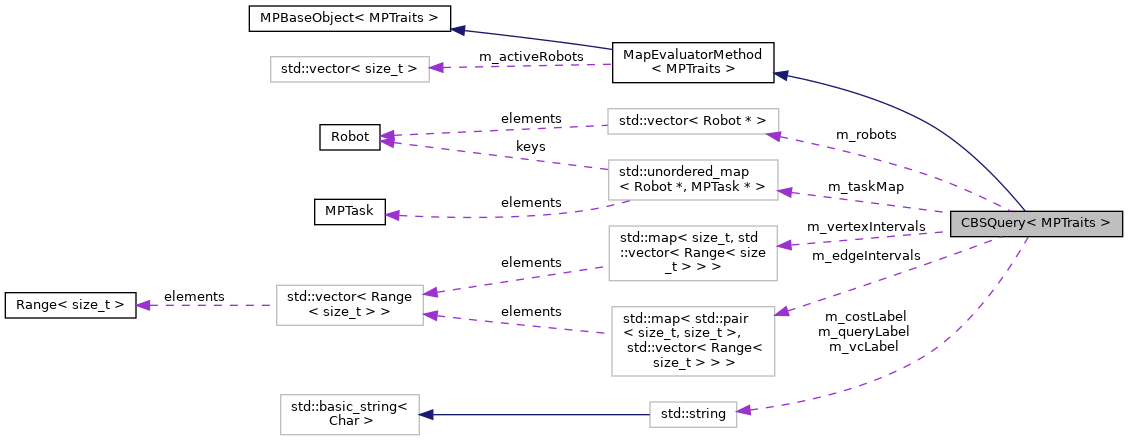 MPBaseObject< MPTraits >
MapEvaluatorMethod
< MPTraits >
m_activeRobots
std::vector< size_t >
elements
std::vector< Robot * >
Robot
m_robots
keys
std::unordered_map
< Robot *, MPTask * >
m_taskMap
elements
MPTask
CBSQuery< MPTraits >
m_vertexIntervals
std::map< size_t, std
::vector< Range< size
_t > > >
m_edgeIntervals
elements
Range< size_t >
elements
std::vector< Range
< size_t > >
elements
std::map< std::pair
< size_t, size_t >,
std::vector< Range<
size_t > > >
m_costLabel
m_queryLabel
m_vcLabel
std::basic_string<
Char >
std::string